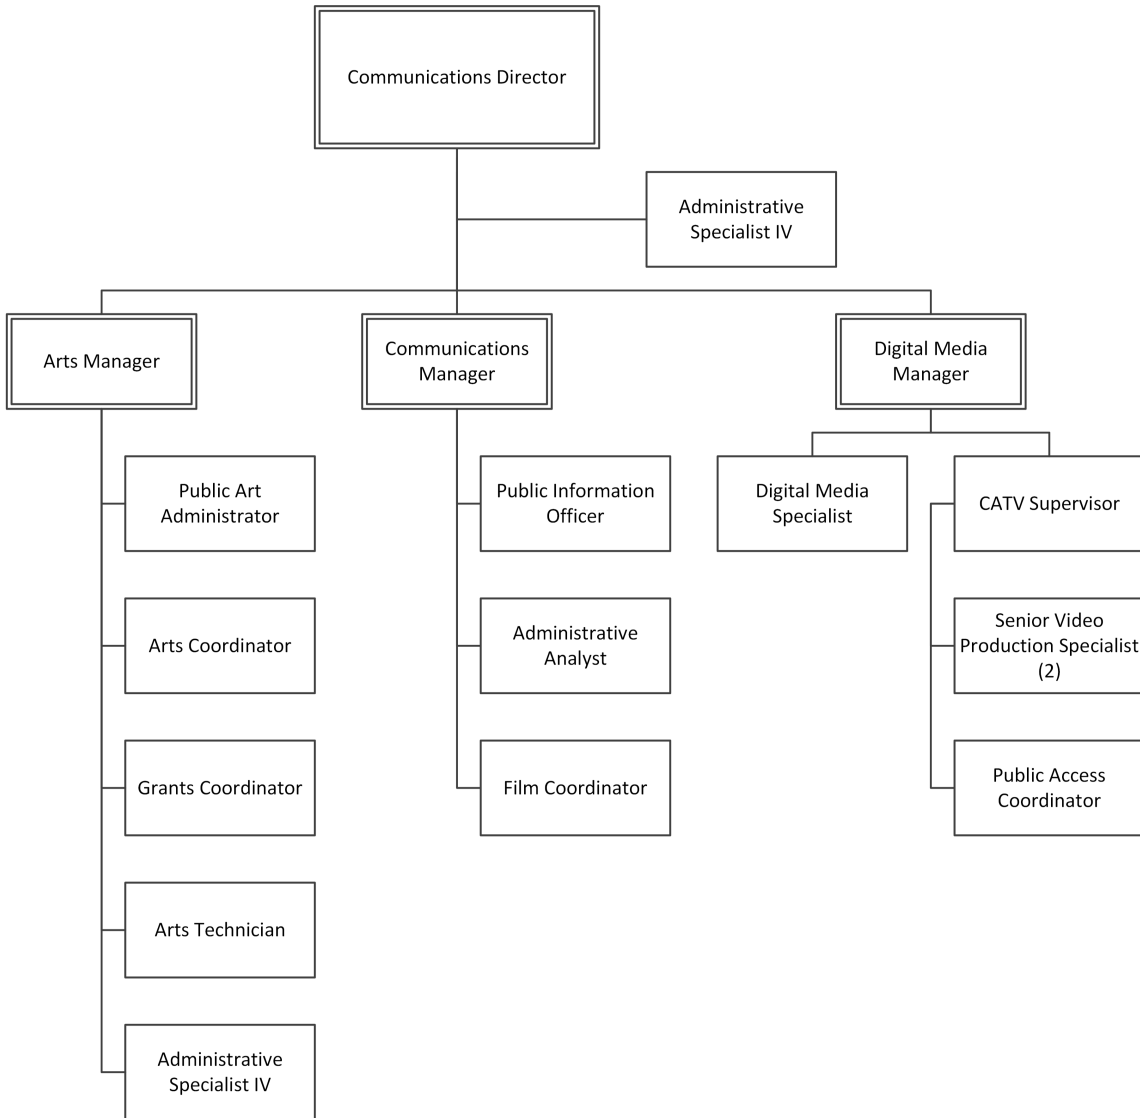 Communications Director
Administrative
Specialist IV
Arts Manager
Communications
Manager
Digital Media
Manager
Public Art
Administrator
Public Information
Officer
Digital Media
Specialist
CATV Supervisor
Arts Coordinator
Administrative
Analyst
Senior Video
Production Specialist
(2)
Grants Coordinator
Film Coordinator
Public Access
Coordinator
Arts Technician
Administrative
Specialist IV